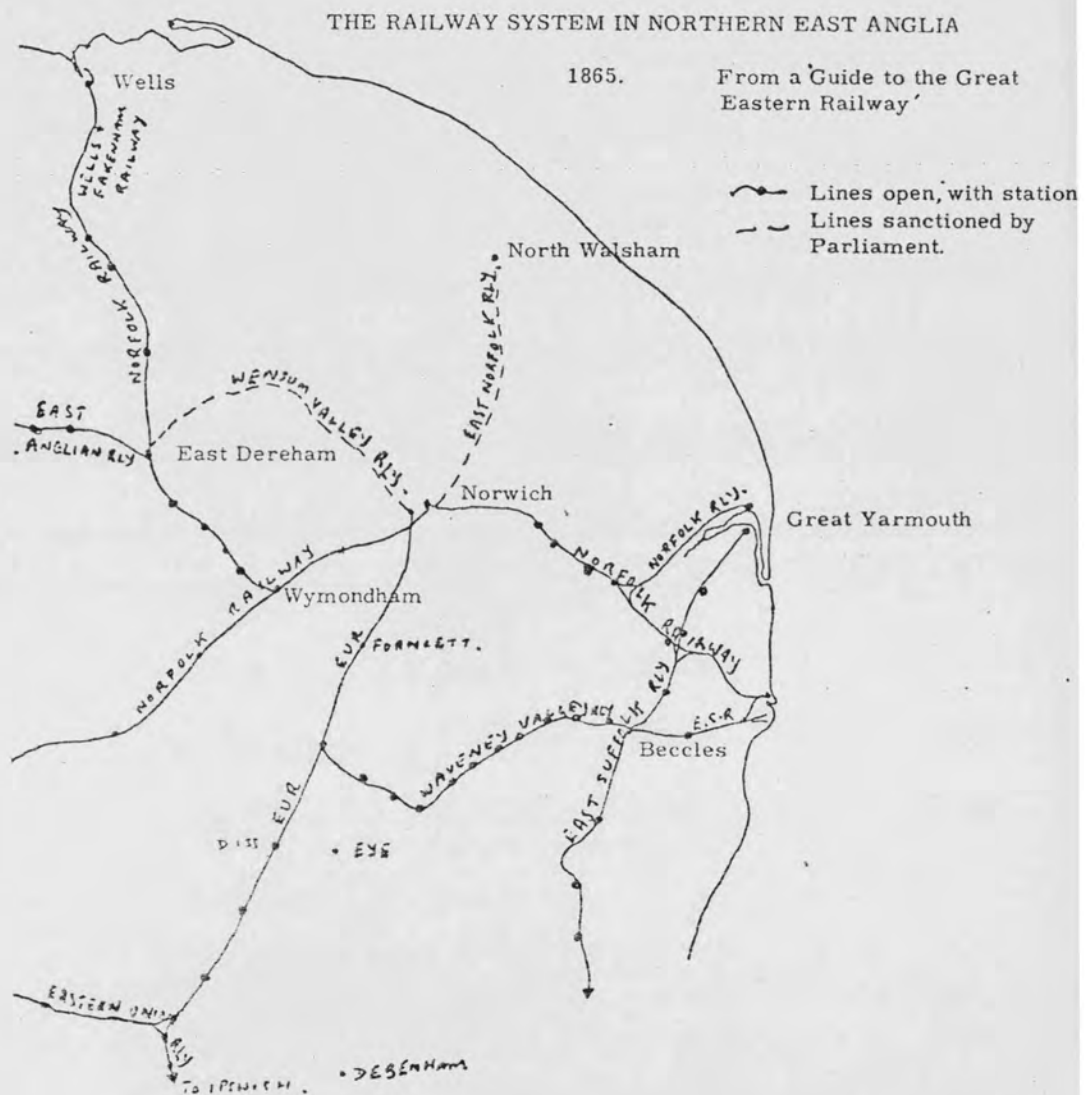 THE RAILWAY SYSTEM IN NORTHERN EAST ANGLIA
1865.
From a 'Guide to the Great
Eastern Railway'
Lines open, with station
Lines sanctioned by
Parliament.
Wells
WELLS &
FAKENHAM
RAILWAY
North Walsham
NORFOLK RAILWAY
EAST NORFOLK RLY.
WENSUM VALLEY RLY.
EAST
ANGLIAN RLY
East Dereham
Norwich
NORFOLK RLY.
Great Yarmouth
NORFOLK RAILWAY
Wymondham
NORFOLK RAILWAY
EUR
FORNCETT.
EAST SUFFOLK RLY
WAVENEY VALLEY RLY
E.S.R
Beccles
EUR
DISS
EYE
EASTERN UNION
RLY
TO IPSWICH.
DEBENHAM